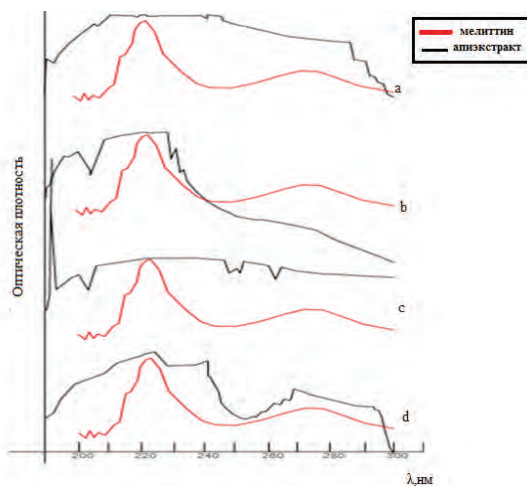 мелиттин
апиэкстракт
a
b
c
d
Оптическая плотность
200 220 240 260 280 300
λ,нм